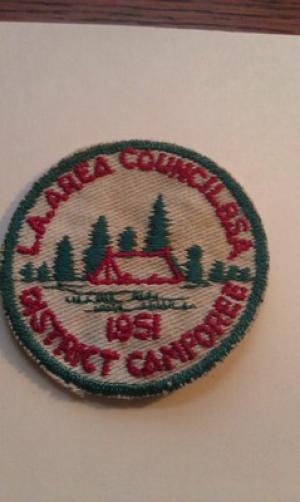 L.A. AREA COUNCIL B.S.A.
1951
DISTRICT CAMPOREE